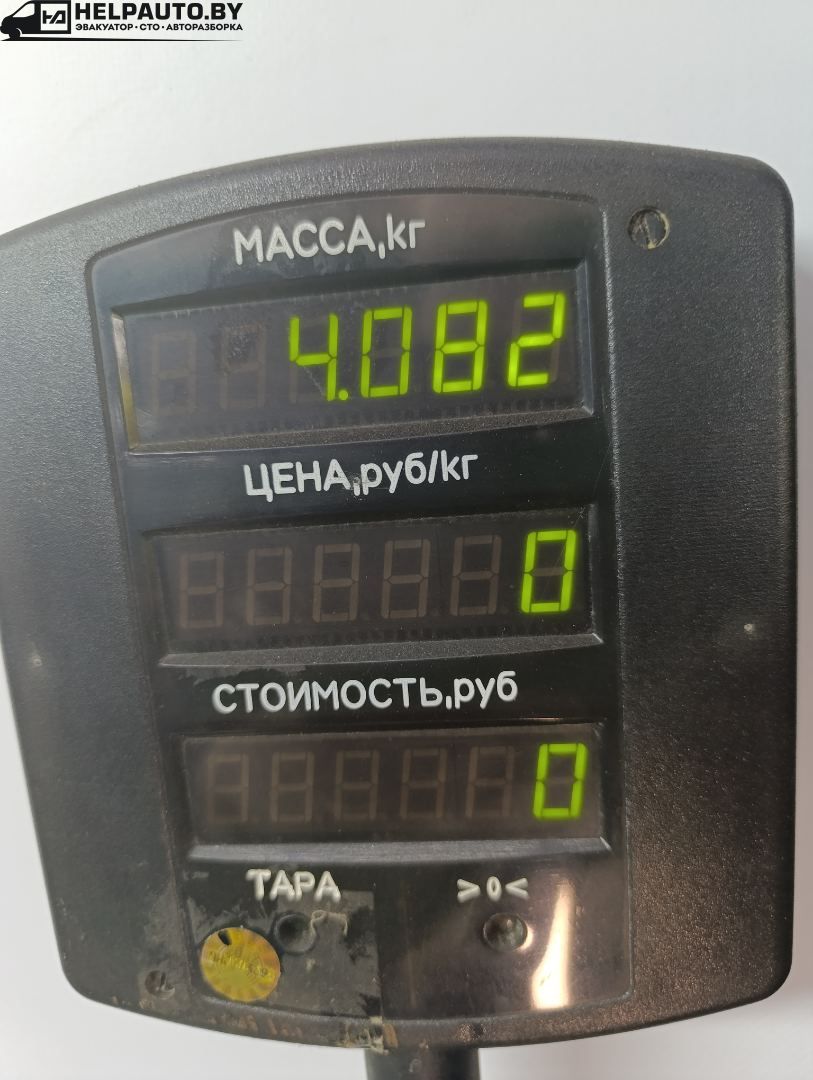 HELPAUTO.BY
ЭВАКУАТОР · СТО · АВТОРАЗБОРКА
МАССА,кг
4.082
ЦЕНА,руб/кг
0
СТОИМОСТЬ,руб
0
ТАРА >0<